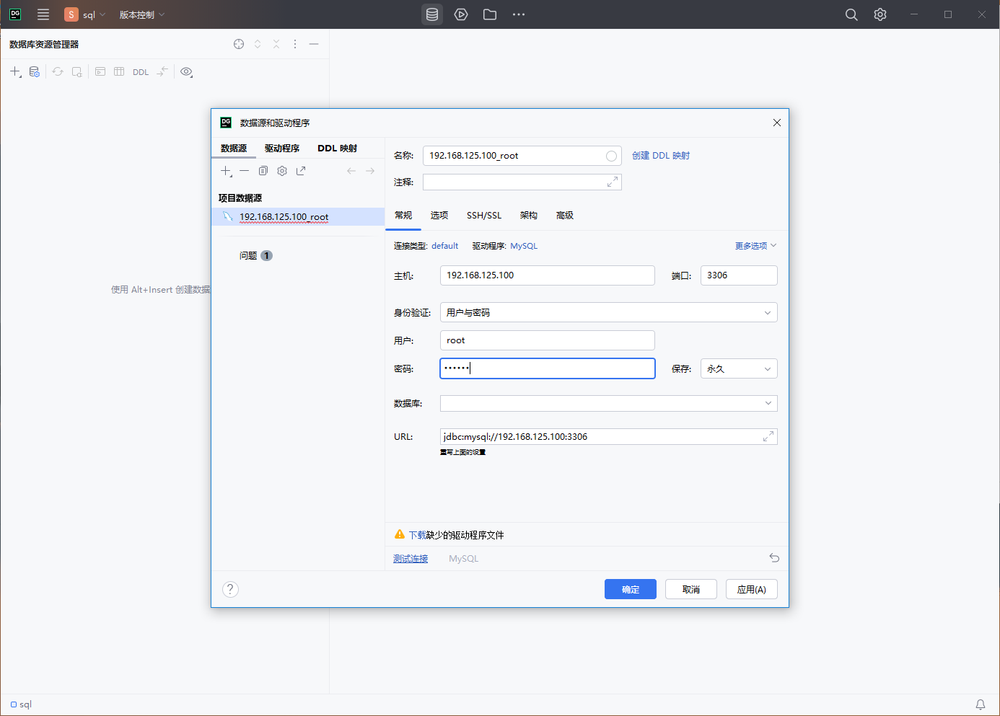 DG
S
sql
版本控制
数据库资源管理器
DDL
使用 Alt+Insert 创建数据
DG
数据源和驱动程序
数据源
驱动程序
DDL 映射
项目数据源
192.168.125.100_root
问题 1
名称:
192.168.125.100_root
创建 DDL 映射
注释:
常规
选项
SSH/SSL
架构
高级
连接类型: default
驱动程序: MySQL
更多选项
主机:
192.168.125.100
端口:
3306
身份验证:
用户与密码
用户:
root
密码:
••••••
保存:
永久
数据库:
URL:
jdbc:mysql://192.168.125.100:3306
重写上面的设置
下载缺少的驱动程序文件
测试连接
MySQL
?
确定
取消
应用(A)
sql